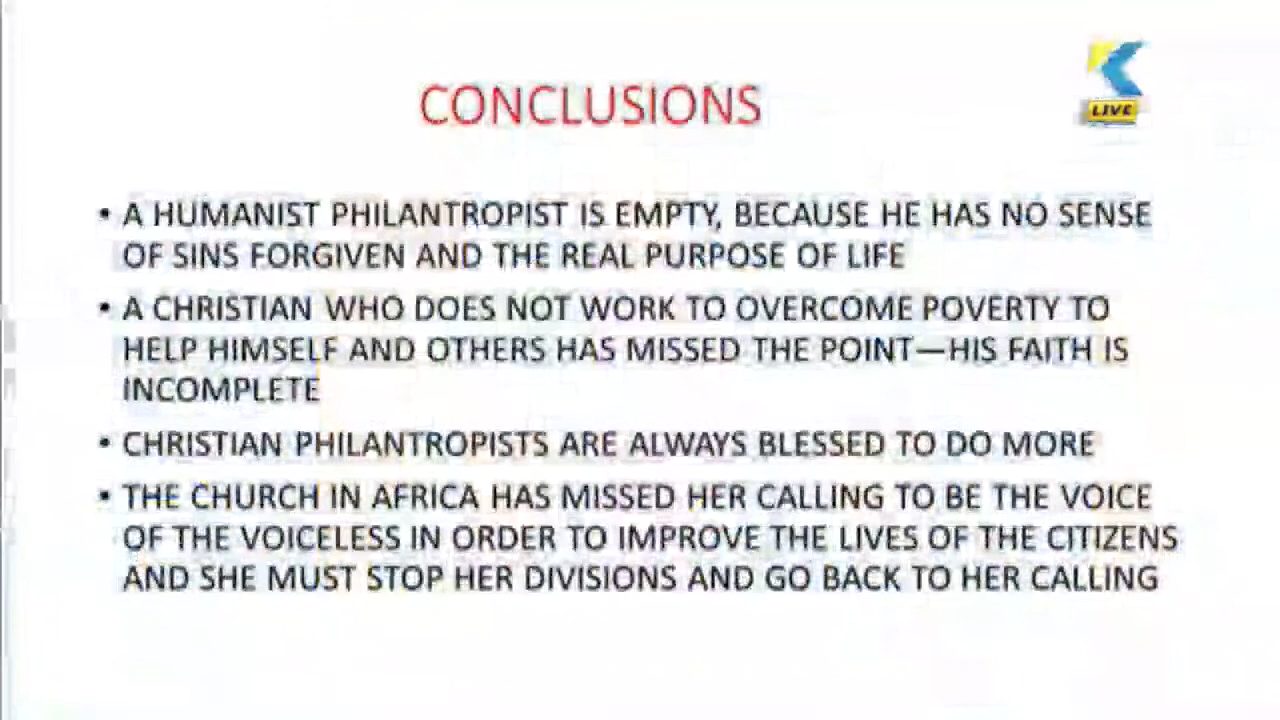 CONCLUSIONS
LIVE
• A HUMANIST PHILANTROPIST IS EMPTY, BECAUSE HE HAS NO SENSE
OF SINS FORGIVEN AND THE REAL PURPOSE OF LIFE
• A CHRISTIAN WHO DOES NOT WORK TO OVERCOME POVERTY TO
HELP HIMSELF AND OTHERS HAS MISSED THE POINT—HIS FAITH IS
INCOMPLETE
• CHRISTIAN PHILANTROPISTS ARE ALWAYS BLESSED TO DO MORE
• THE CHURCH IN AFRICA HAS MISSED HER CALLING TO BE THE VOICE
OF THE VOICELESS IN ORDER TO IMPROVE THE LIVES OF THE CITIZENS
AND SHE MUST STOP HER DIVISIONS AND GO BACK TO HER CALLING